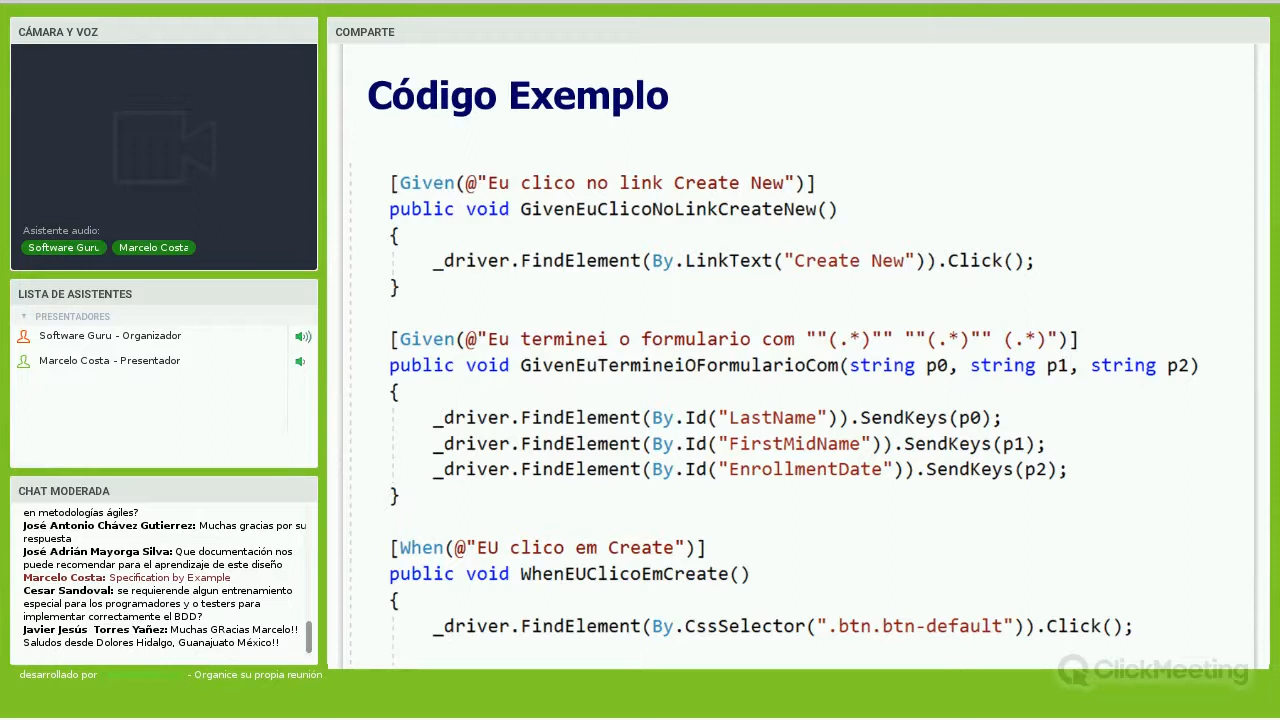 CÁMARA Y VOZ
Asistente audio:
Software Guru Marcelo Costa
LISTA DE ASISTENTES
PRESENTADORES
Software Guru - Organizador
Marcelo Costa - Presentador
CHAT MODERADA
en metodologías ágiles?
José Antonio Chávez Gutierrez: Muchas gracias por su
respuesta
José Adrián Mayorga Silva: Que documentación nos
puede recomendar para el aprendizaje de este diseño
Marcelo Costa: Specification by Example
Cesar Sandoval: se requierende algun entrenamiento
especial para los programadores y o testers para
implementar correctamente el BDD?
Javier Jesús Torres Yañez: Muchas GRacias Marcelo!!
Saludos desde Dolores Hidalgo, Guanajuato México!!
desarrollado por - Organice su propia reunión
COMPARTE
Código Exemplo
[Given(@"Eu clico no link Create New")]
public void GivenEuClicoNoLinkCreateNew()
{
_driver.FindElement(By.LinkText("Create New")).Click();
}
[Given(@"Eu terminei o formulario com ""(.*)"" ""(.*)"" (.*)")]
public void GivenEuTermineiOFormularioCom(string p0, string p1, string p2)
{
_driver.FindElement(By.Id("LastName")).SendKeys(p0);
_driver.FindElement(By.Id("FirstMidName")).SendKeys(p1);
_driver.FindElement(By.Id("EnrollmentDate")).SendKeys(p2);
}
[When(@"EU clico em Create")]
public void WhenEUClicoEmCreate()
{
_driver.FindElement(By.CssSelector(".btn.btn-default")).Click();
ClickMeeting